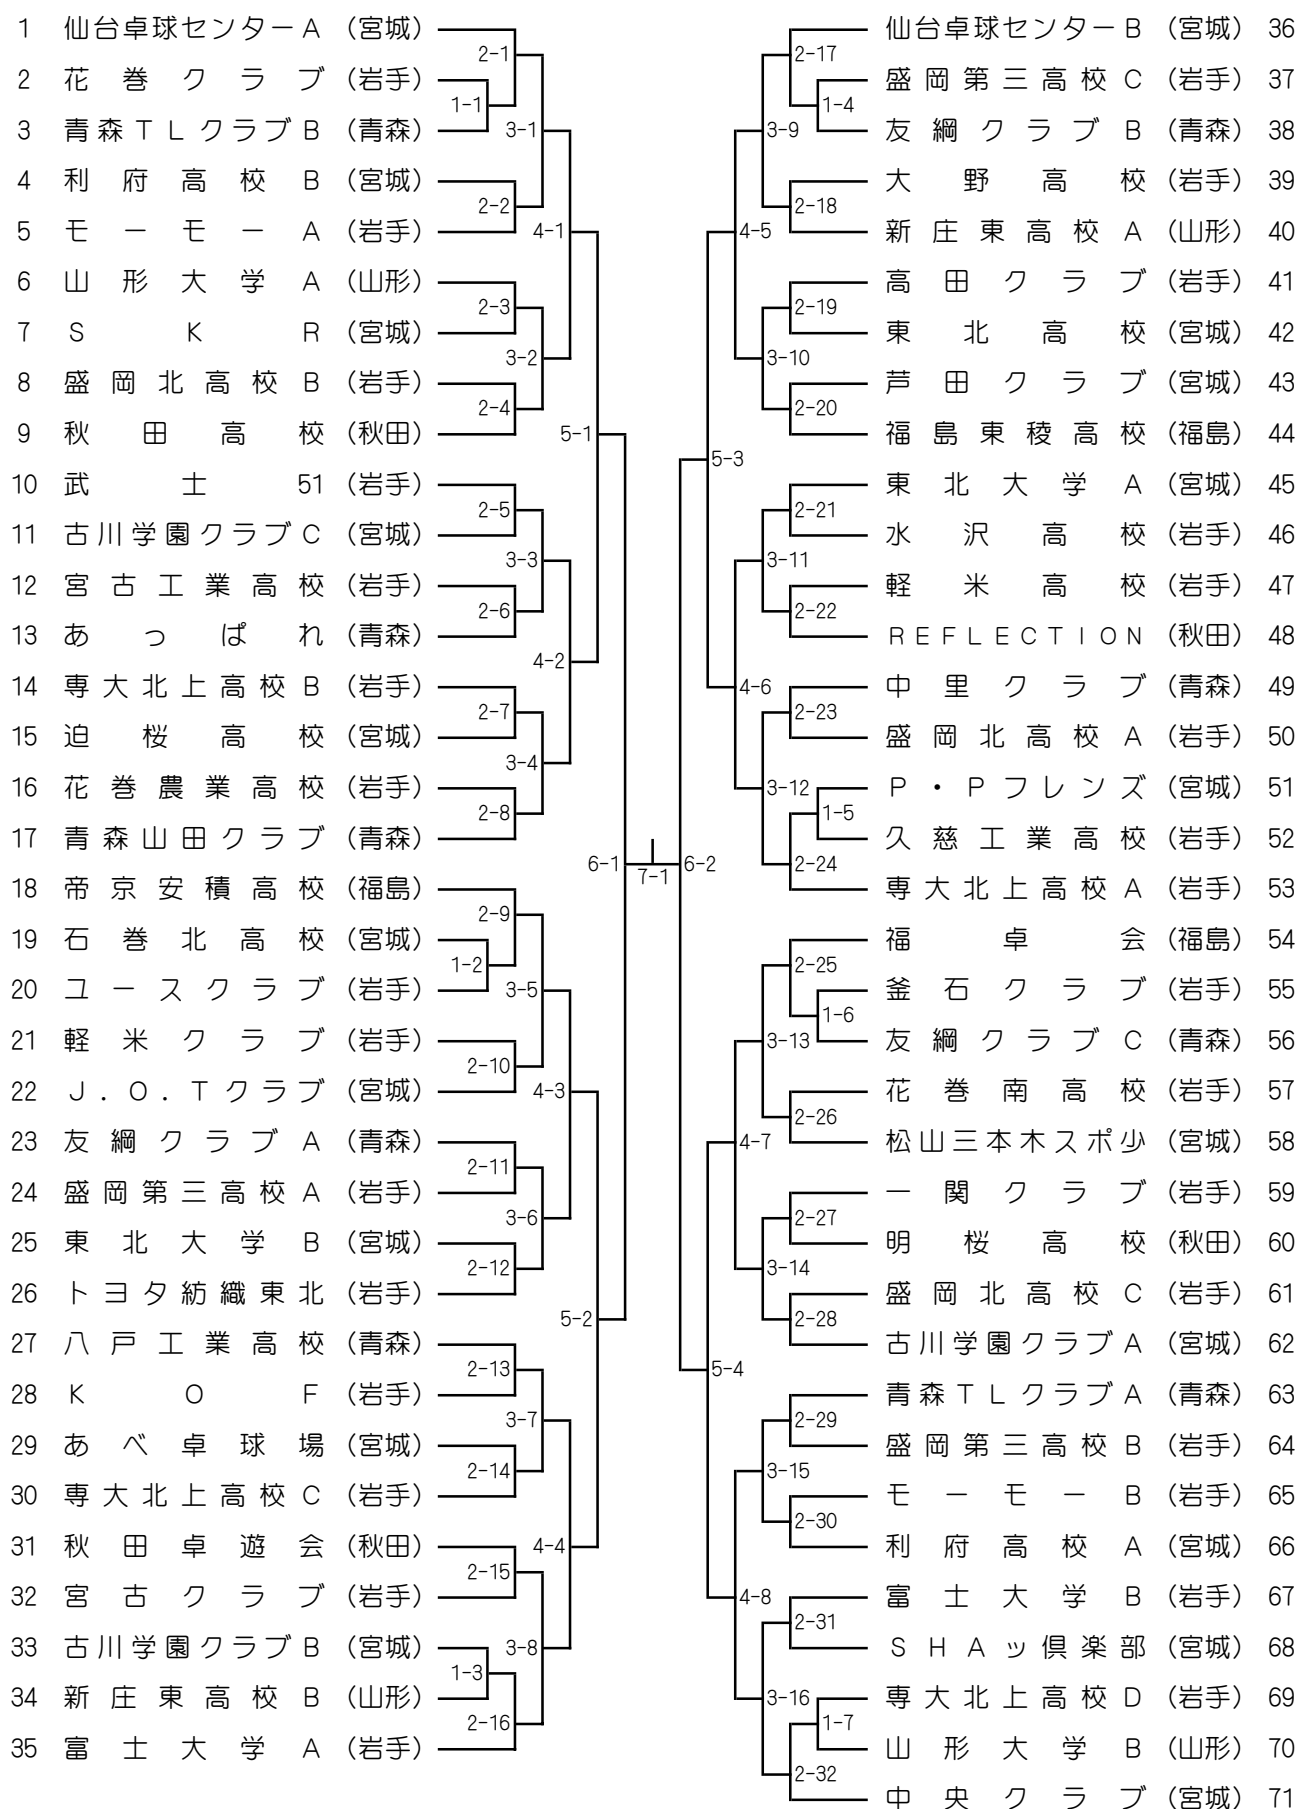 1 仙台卓球センターA (宮城)
2 花巻クラブ (岩手)
3 青森TLクラブB (青森)
4 利府高校B (宮城)
5 モーモーA (岩手)
6 山形大学A (山形)
7 SKR (宮城)
8 盛岡北高校B (岩手)
9 秋田高校 (秋田)
10 武士51 (岩手)
11 古川学園クラブC (宮城)
12 宮古工業高校 (岩手)
13 あっぱれ (青森)
14 専大北上高校B (岩手)
15 迫桜高校 (宮城)
16 花巻農業高校 (岩手)
17 青森山田クラブ (青森)
18 帝京安積高校 (福島)
19 石巻北高校 (宮城)
20 ユースクラブ (岩手)
21 軽米クラブ (岩手)
22 J.O.Tクラブ (宮城)
23 友綱クラブA (青森)
24 盛岡第三高校A (岩手)
25 東北大学B (宮城)
26 トヨタ紡織東北 (岩手)
27 八戸工業高校 (青森)
28 KOF (岩手)
29 あべ卓球場 (宮城)
30 専大北上高校C (岩手)
31 秋田卓遊会 (秋田)
32 宮古クラブ (岩手)
33 古川学園クラブB (宮城)
34 新庄東高校B (山形)
35 富士大学A (岩手)
1-1
1-2
1-3
2-1
2-2
2-3
2-4
2-5
2-6
2-7
2-8
2-9
2-10
2-11
2-12
2-13
2-14
2-15
2-16
3-1
3-2
3-3
3-4
3-5
3-6
3-7
3-8
4-1
4-2
4-3
4-4
5-1
5-2
6-1
7-1
6-2
5-3
5-4
4-5
4-6
4-7
4-8
3-9
3-10
3-11
3-12
3-13
3-14
3-15
3-16
2-17
2-18
2-19
2-20
2-21
2-22
2-23
2-24
2-25
2-26
2-27
2-28
2-29
2-30
2-31
2-32
1-4
1-5
1-6
1-7
仙台卓球センターB (宮城) 36
盛岡第三高校C (岩手) 37
友綱クラブB (青森) 38
大野高校 (岩手) 39
新庄東高校A (山形) 40
高田クラブ (岩手) 41
東北高校 (宮城) 42
芦田クラブ (宮城) 43
福島東稜高校 (福島) 44
東北大学A (宮城) 45
水沢高校 (岩手) 46
軽米高校 (岩手) 47
REFLECTION (秋田) 48
中里クラブ (青森) 49
盛岡北高校A (岩手) 50
P・Pフレンズ (宮城) 51
久慈工業高校 (岩手) 52
専大北上高校A (岩手) 53
福卓会 (福島) 54
釜石クラブ (岩手) 55
友綱クラブC (青森) 56
花巻南高校 (岩手) 57
松山三本木スポ少 (宮城) 58
一関クラブ (岩手) 59
明桜高校 (秋田) 60
盛岡北高校C (岩手) 61
古川学園クラブA (宮城) 62
青森TLクラブA (青森) 63
盛岡第三高校B (岩手) 64
モーモーB (岩手) 65
利府高校A (宮城) 66
富士大学B (岩手) 67
SHAッ倶楽部 (宮城) 68
専大北上高校D (岩手) 69
山形大学B (山形) 70
中央クラブ (宮城) 71